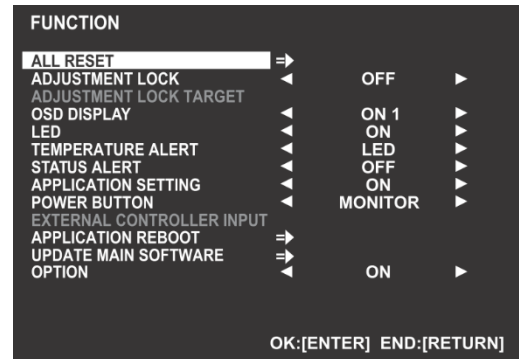 FUNCTION
ALL RESET
ADJUSTMENT LOCK OFF
ADJUSTMENT LOCK TARGET
OSD DISPLAY ON 1
LED ON
TEMPERATURE ALERT LED
STATUS ALERT OFF
APPLICATION SETTING ON
POWER BUTTON MONITOR
EXTERNAL CONTROLLER INPUT
APPLICATION REBOOT
UPDATE MAIN SOFTWARE
OPTION ON
OK:[ENTER] END:[RETURN]